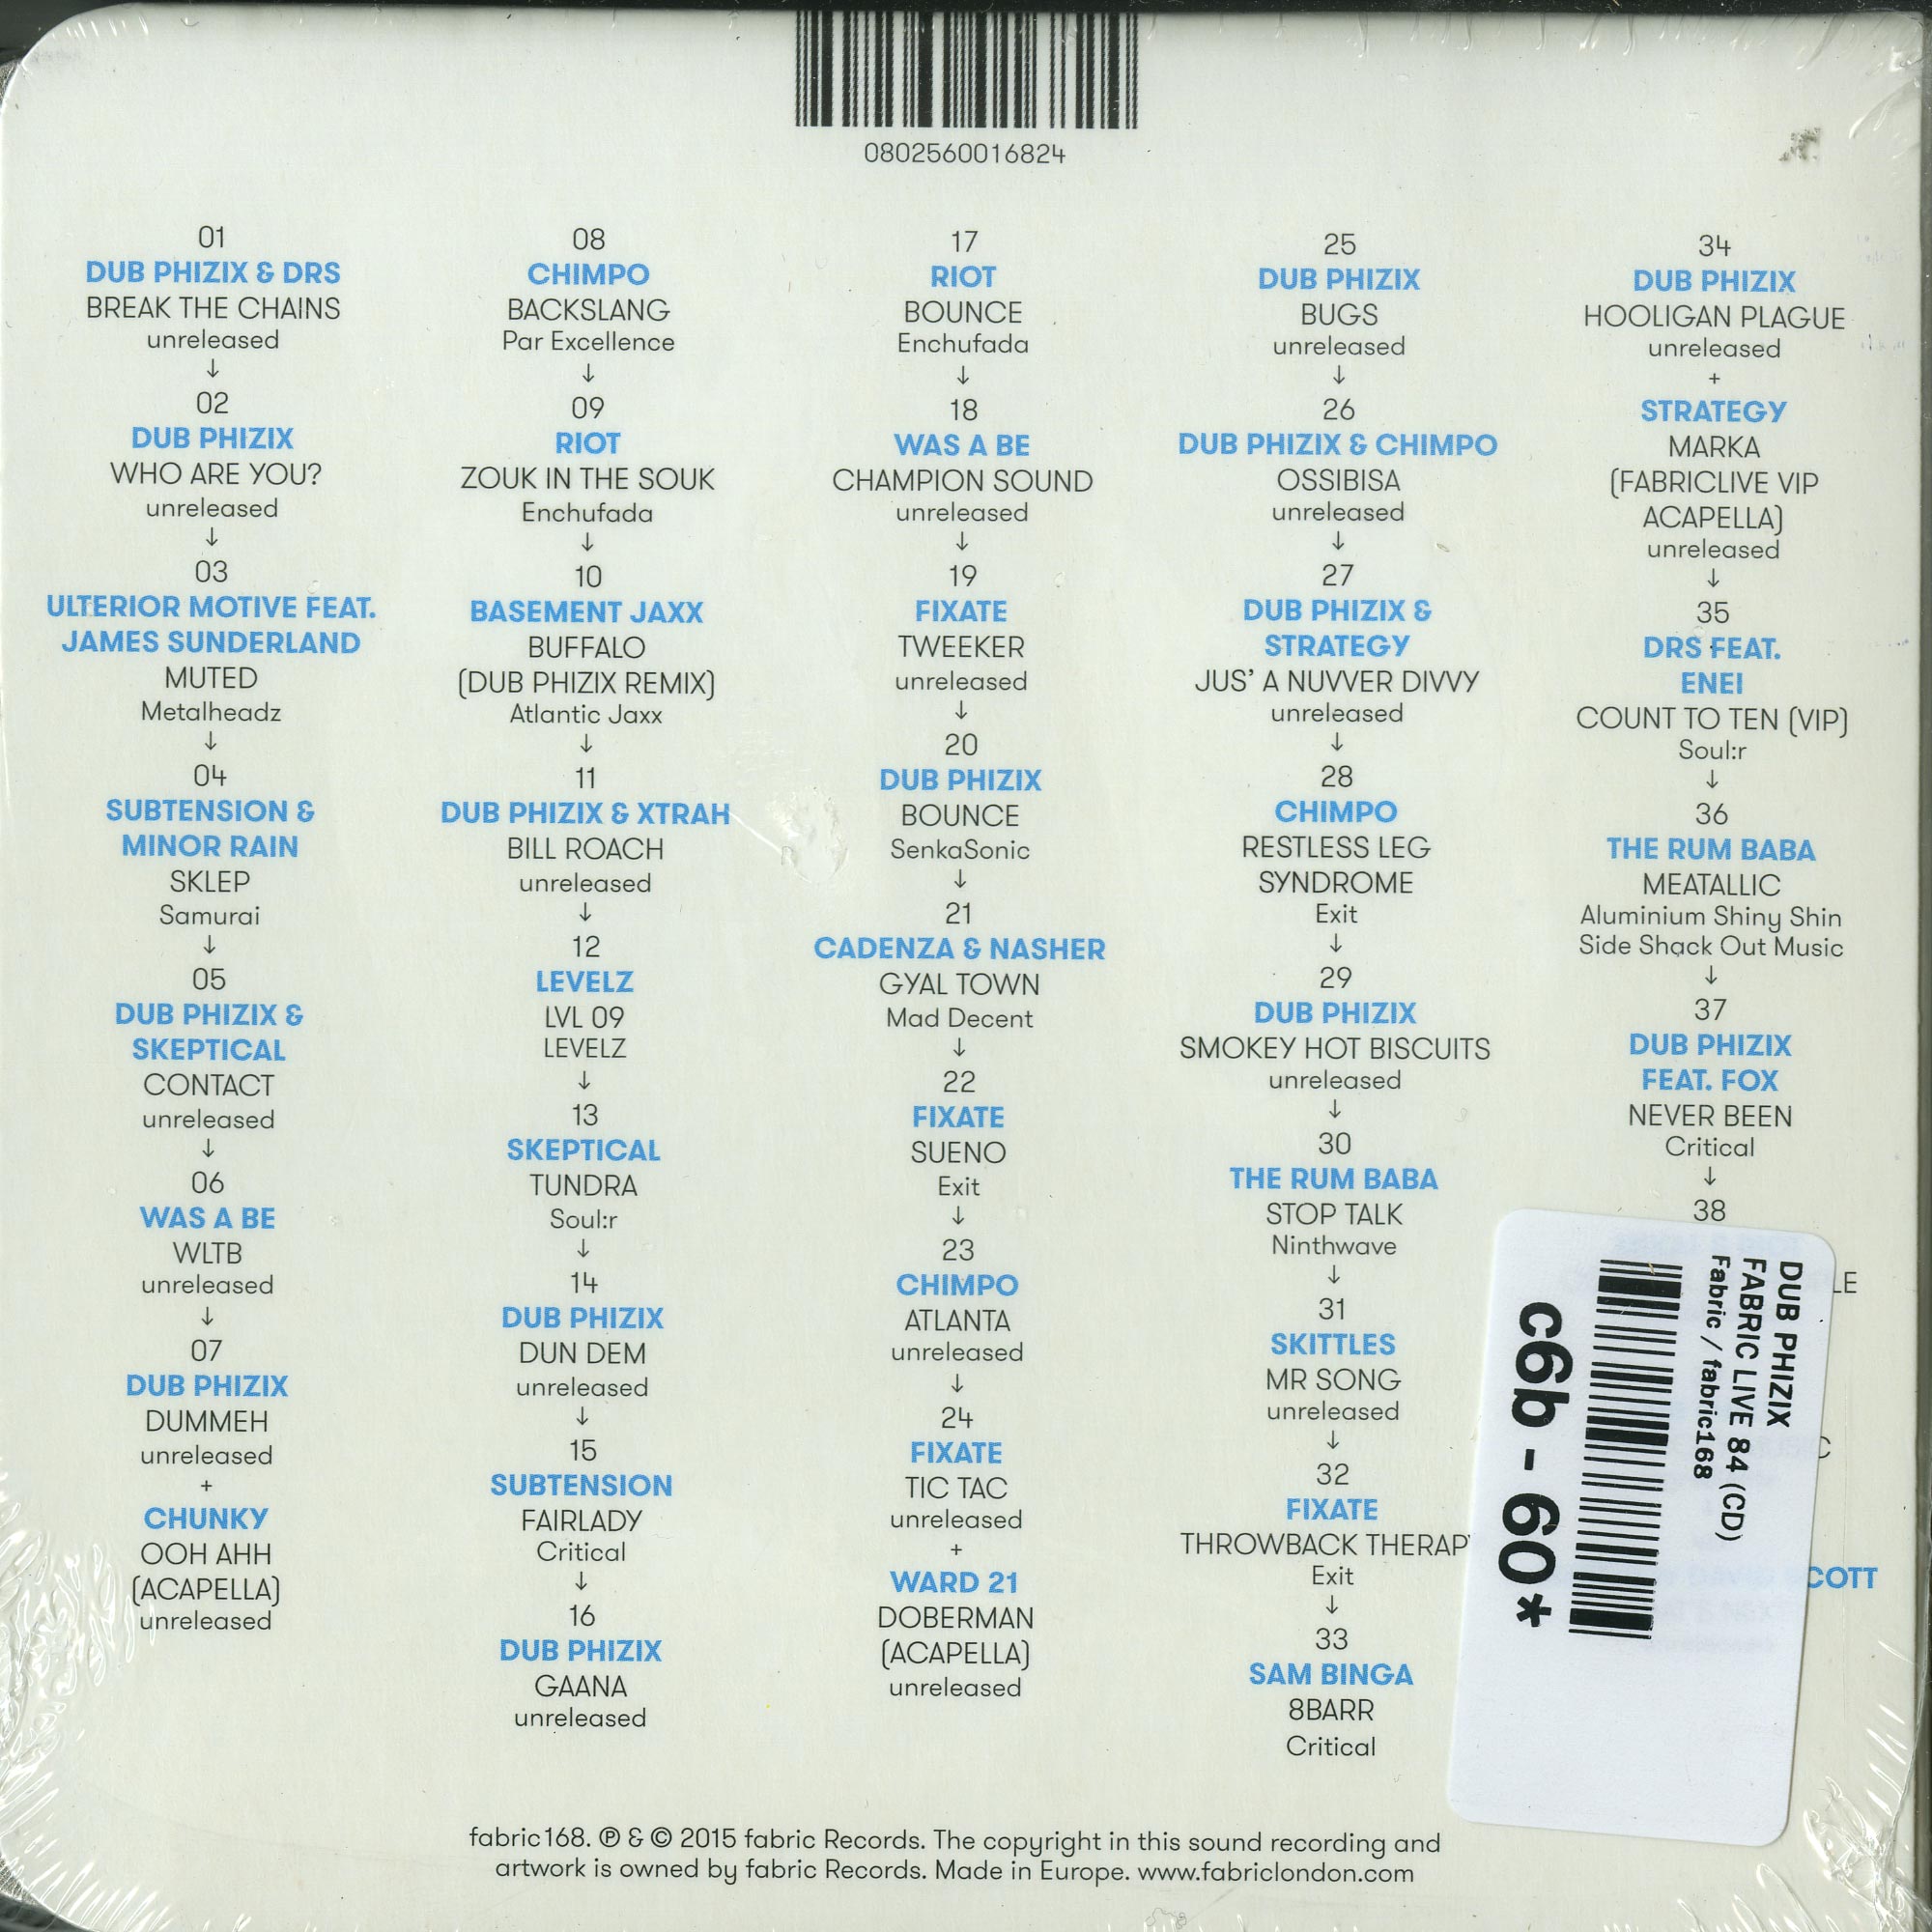 0802560016824
01
DUB PHIZIX & DRS
BREAK THE CHAINS
unreleased
↓
02
DUB PHIZIX
WHO ARE YOU?
unreleased
↓
03
ULTERIOR MOTIVE FEAT.
JAMES SUNDERLAND
MUTED
Metalheadz
↓
04
SUBTENSION &
MINOR RAIN
SKLEP
Samurai
↓
05
DUB PHIZIX &
SKEPTICAL
CONTACT
unreleased
↓
06
WAS A BE
WLTB
unreleased
↓
07
DUB PHIZIX
DUMMEH
unreleased
+
CHUNKY
OOH AHH
(ACAPELLA)
unreleased
08
CHIMPO
BACKSLANG
Par Excellence
↓
09
RIOT
ZOUK IN THE SOUK
Enchufada
↓
10
BASEMENT JAXX
BUFFALO
(DUB PHIZIX REMIX)
Atlantic Jaxx
↓
11
DUB PHIZIX & XTRAH
BILL ROACH
unreleased
↓
12
LEVELZ
LVL 09
LEVELZ
↓
13
SKEPTICAL
TUNDRA
Soul:r
↓
14
DUB PHIZIX
DUN DEM
unreleased
↓
15
SUBTENSION
FAIRLADY
Critical
↓
16
DUB PHIZIX
GAANA
unreleased
17
RIOT
BOUNCE
Enchufada
↓
18
WAS A BE
CHAMPION SOUND
unreleased
↓
19
FIXATE
TWEEKER
unreleased
↓
20
DUB PHIZIX
BOUNCE
SenkaSonic
↓
21
CADENZA & NASHER
GYAL TOWN
Mad Decent
↓
22
FIXATE
SUENO
Exit
↓
23
CHIMPO
ATLANTA
unreleased
↓
24
FIXATE
TIC TAC
unreleased
+
WARD 21
DOBERMAN
(ACAPELLA)
unreleased
25
DUB PHIZIX
BUGS
unreleased
↓
26
DUB PHIZIX & CHIMPO
OSSIBISA
unreleased
↓
27
DUB PHIZIX &
STRATEGY
JUS' A NUVVER DIVVY
unreleased
↓
28
CHIMPO
RESTLESS LEG
SYNDROME
Exit
↓
29
DUB PHIZIX
SMOKEY HOT BISCUITS
unreleased
↓
30
THE RUM BABA
STOP TALK
Ninthwave
↓
31
SKITTLES
MR SONG
unreleased
↓
32
FIXATE
THROWBACK
Exit
↓
33
SAM BINGA
8BARR
Critical
34
DUB PHIZIX
HOOLIGAN PLAGUE
unreleased
+
STRATEGY
MARKA
(FABRICLIVE VIP
ACAPELLA)
unreleased
↓
35
DRS FEAT.
ENEI
COUNT TO TEN (VIP)
Soul:r
↓
36
THE RUM BABA
MEATALLIC
Aluminium Shiny Shin
Side Shack Out Music
↓
37
DUB PHIZIX
FEAT. FOX
NEVER BEEN
Critical
↓
38
DUB PHIZIX
FABRIC LIVE 84 (CD)
Fabric / fabric168
c6b - 60*
fabric168. ℗ & © 2015 fabric Records. The copyright in this sound recording and
artwork is owned by fabric Records. Made in Europe. www.fabriclondon.com